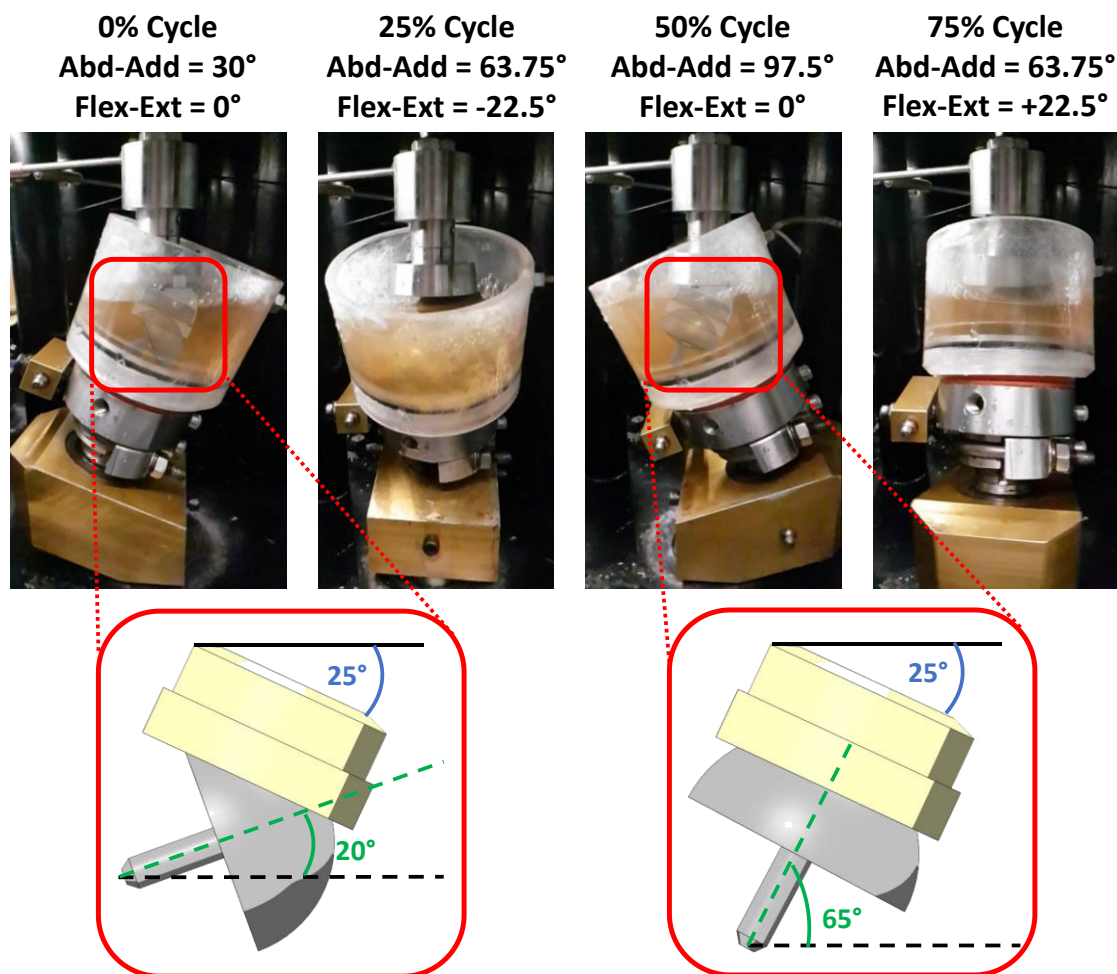 0% Cycle
Abd-Add = 30°
Flex-Ext = 0°
25% Cycle
Abd-Add = 63.75°
Flex-Ext = -22.5°
50% Cycle
Abd-Add = 97.5°
Flex-Ext = 0°
75% Cycle
Abd-Add = 63.75°
Flex-Ext = +22.5°
25°
20°
25°
65°